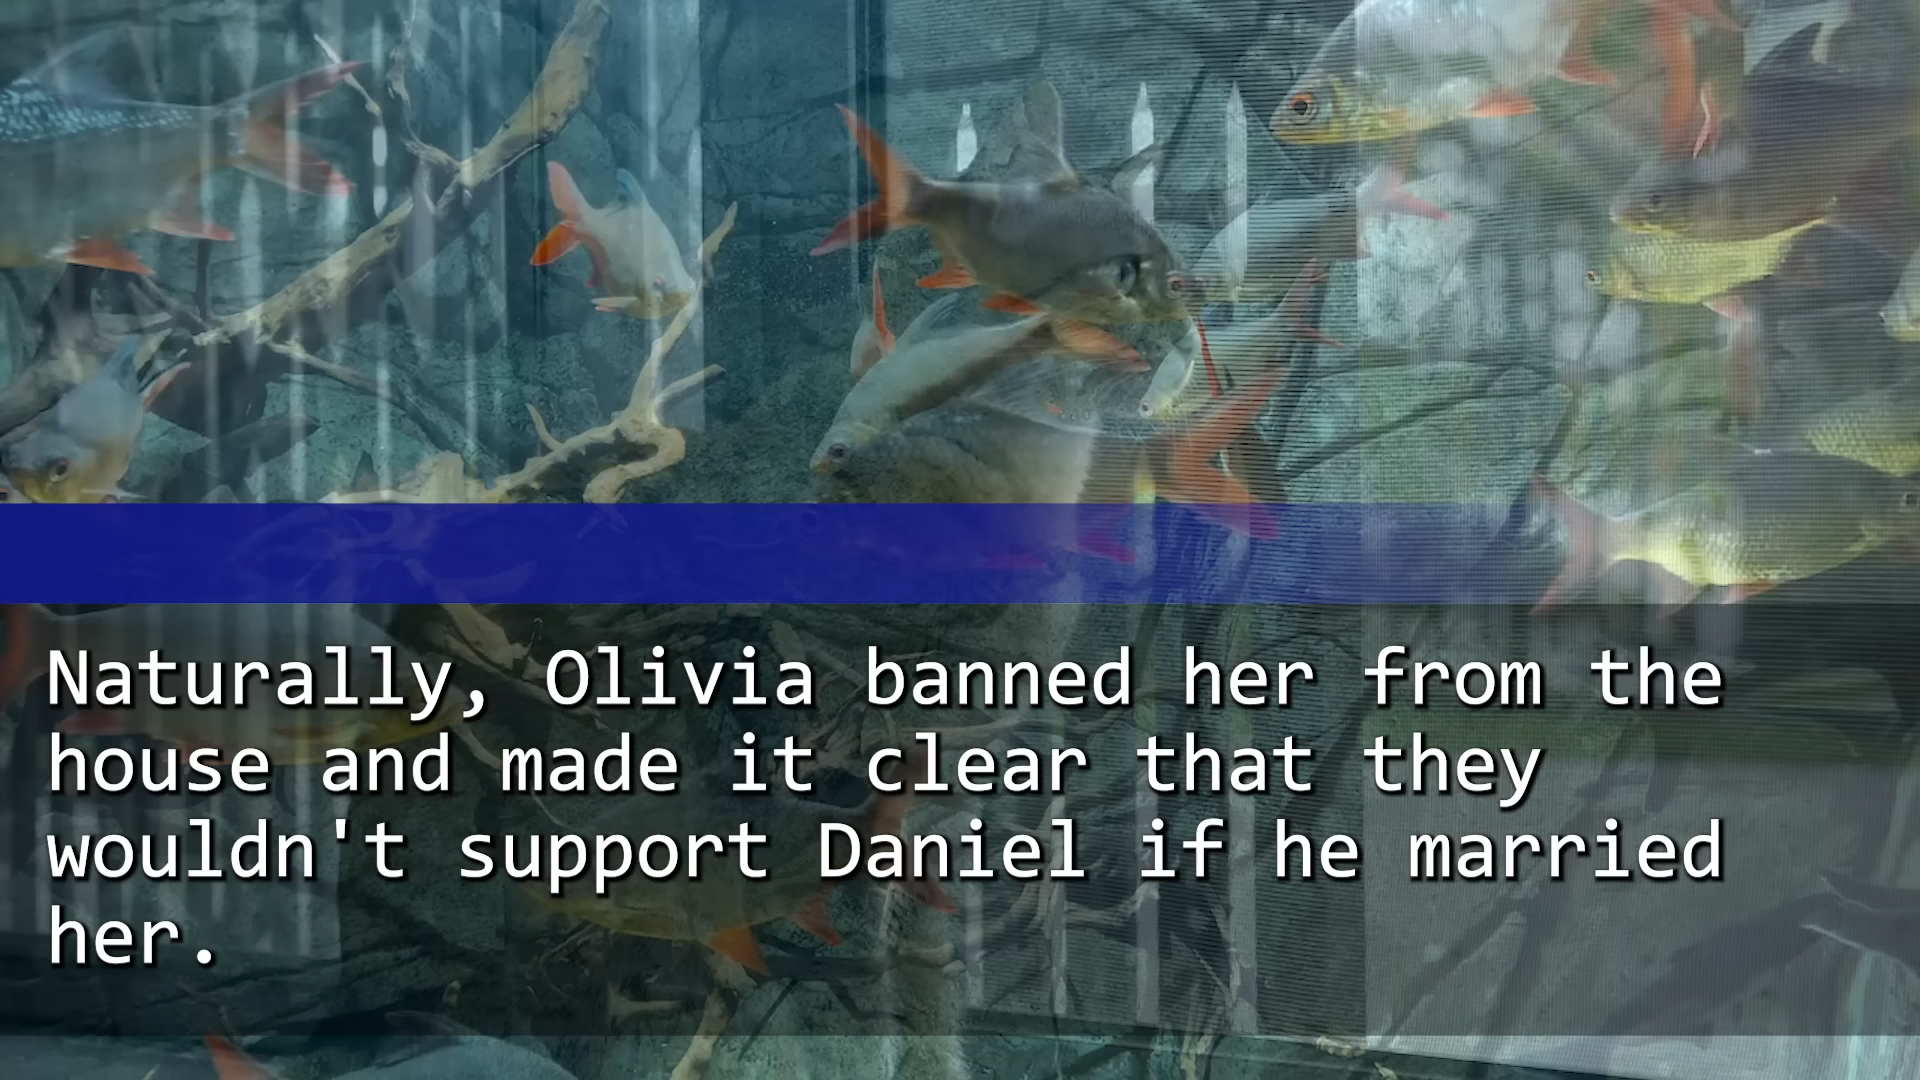 Naturally, Olivia banned her from the
house and made it clear that they
wouldn't support Daniel if he married
her.